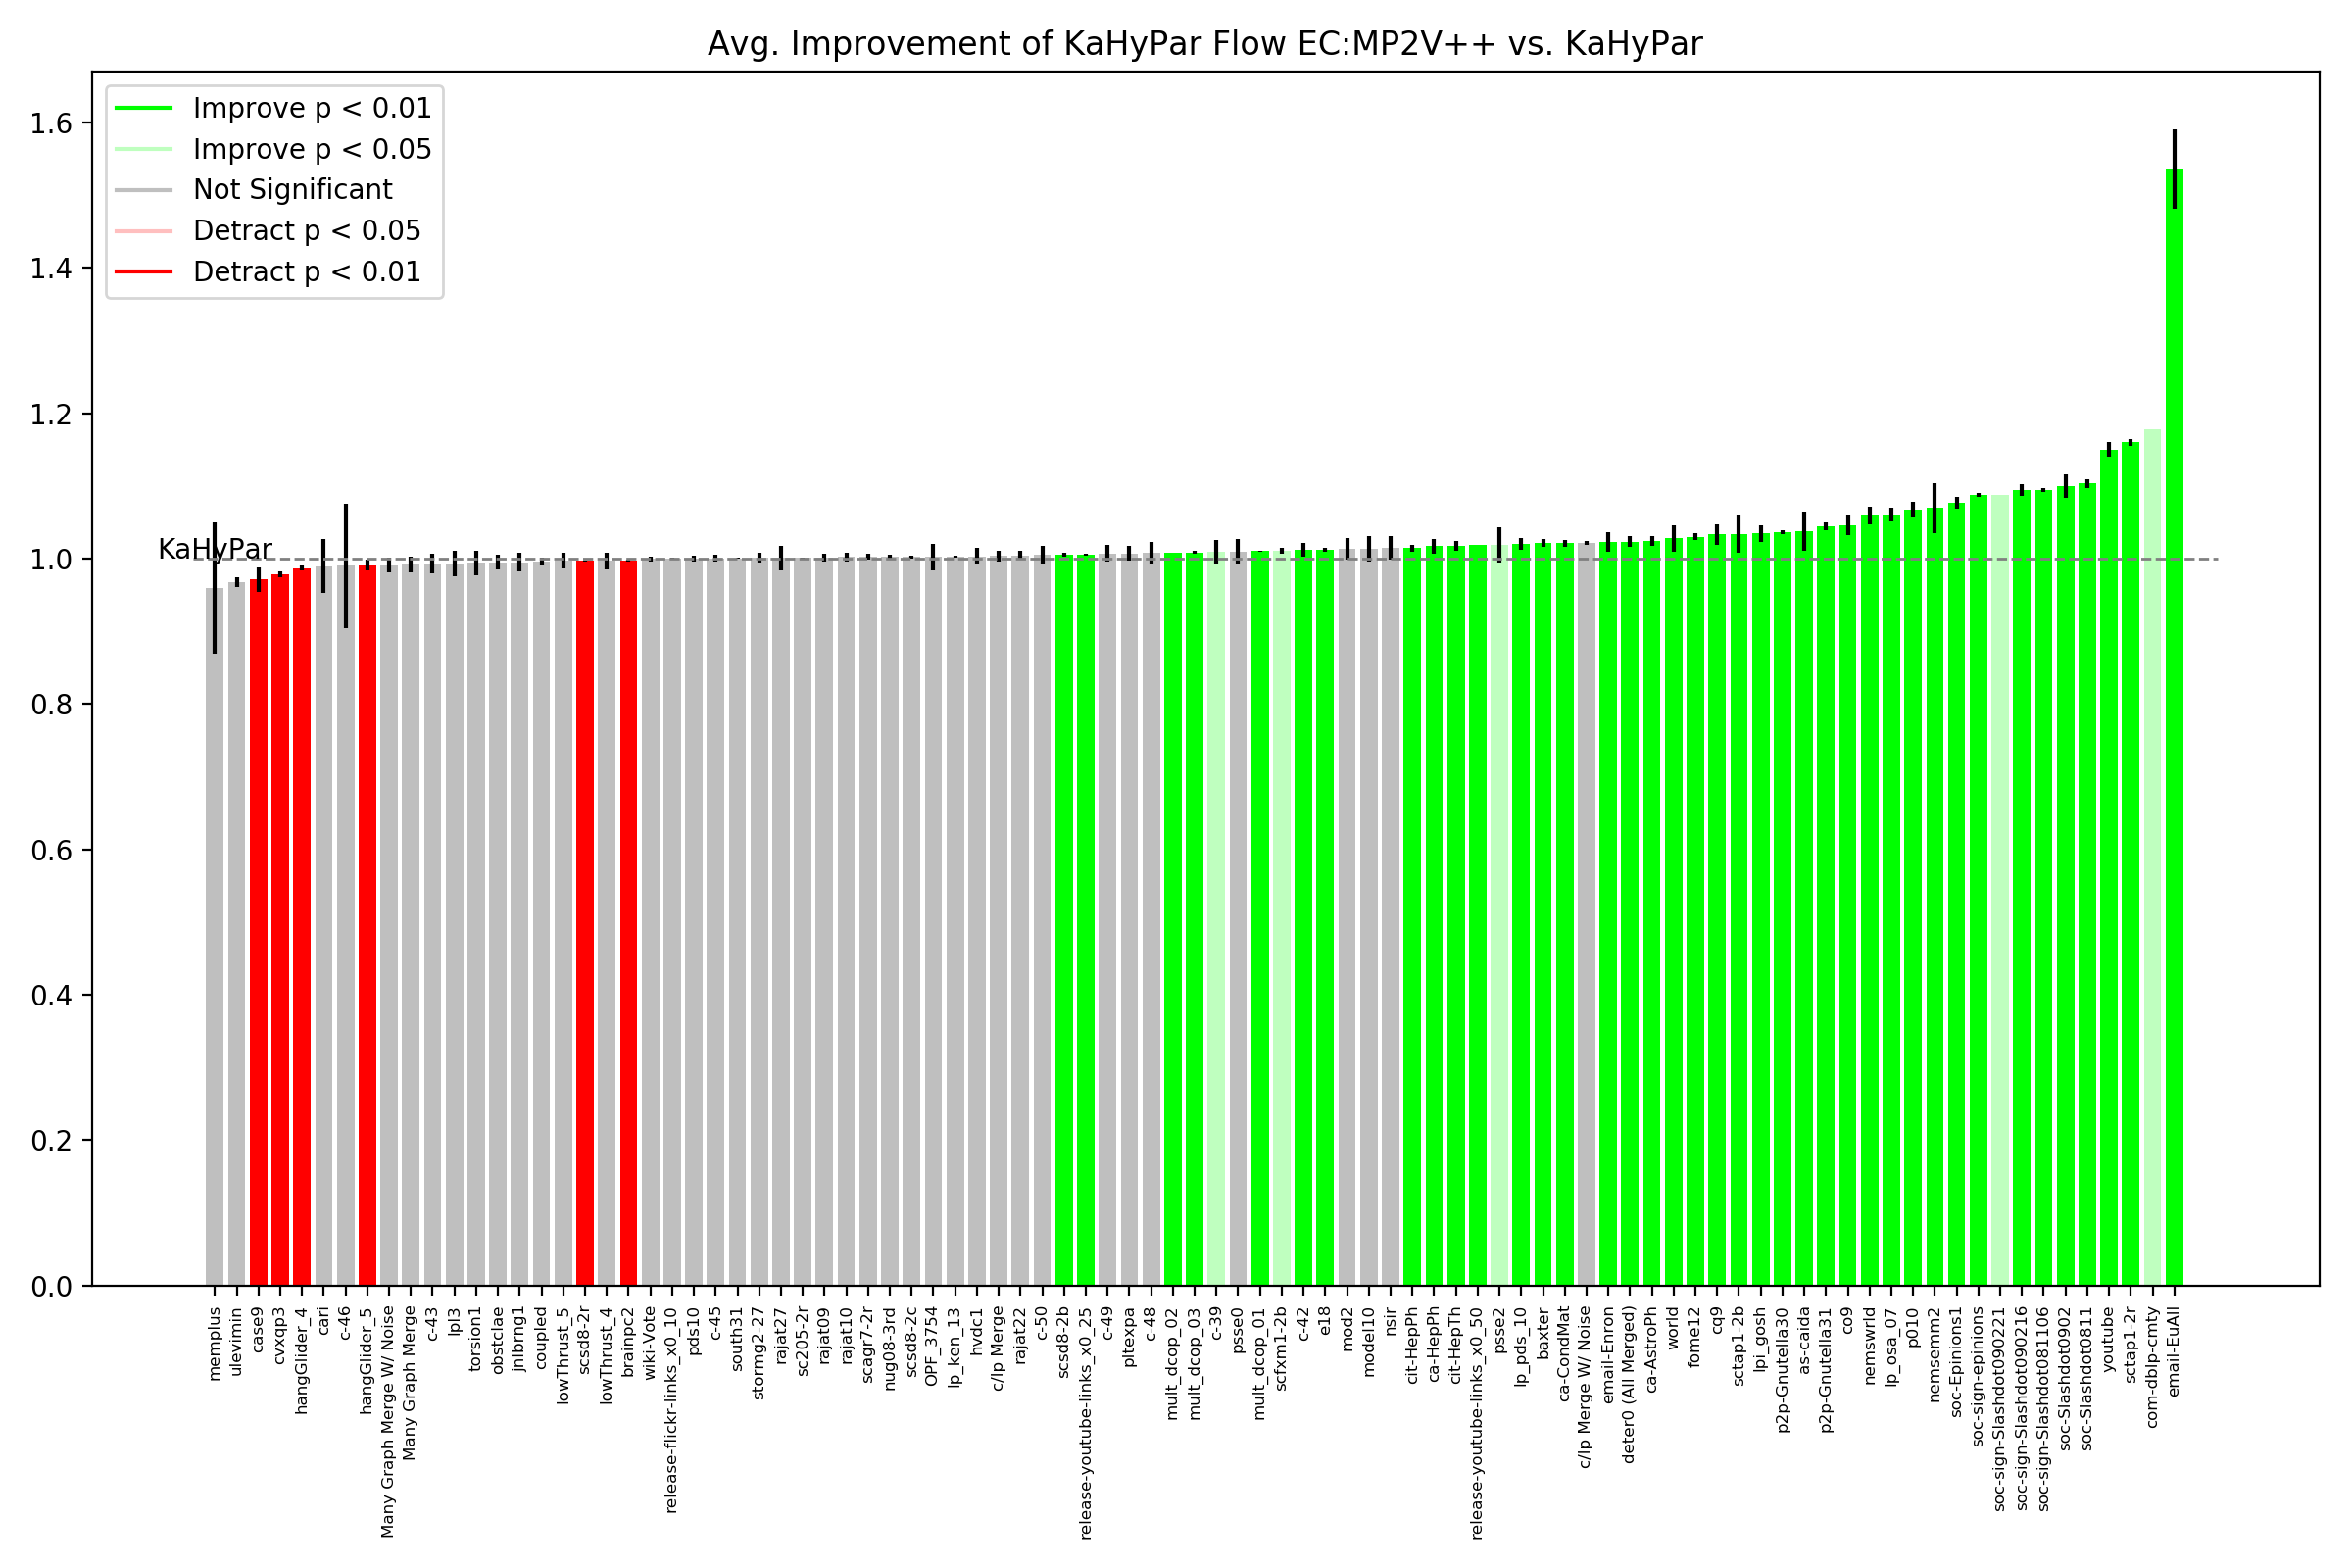 Avg. Improvement of KaHyPar Flow EC:MP2V++ vs. KaHyPar
Improve p < 0.01
Improve p < 0.05
Not Significant
Detract p < 0.05
Detract p < 0.01
1.6
1.4
1.2
1.0
0.8
0.6
0.4
0.2
0.0
KaHyPar
memplus
ulevimin
case9
cvxqp3
hangGlider_4
cari
c-46
hangGlider_5
Many Graph Merge W/ Noise
Many Graph Merge
c-43
lpl3
torsion1
obstclae
jnlbrng1
coupled
lowThrust_5
scsd8-2r
lowThrust_4
brainpc2
wiki-Vote
release-flickr-links_x0_10
pds10
c-45
south31
stormg2-27
rajat27
sc205-2r
rajat09
rajat10
scagr7-2r
nug08-3rd
scsd8-2c
OPF_3754
lp_ken_13
hvdc1
c/lp Merge
rajat22
c-50
scsd8-2b
release-youtube-links_x0_25
c-49
pltexpa
c-48
mult_dcop_02
mult_dcop_03
c-39
psse0
mult_dcop_01
scfxm1-2b
c-42
e18
mod2
model10
nsir
cit-HepPh
ca-HepPh
cit-HepTh
release-youtube-links_x0_50
psse2
lp_pds_10
baxter
ca-CondMat
c/lp Merge W/ Noise
email-Enron
deter0 (All Merged)
ca-AstroPh
world
fome12
cq9
sctap1-2b
lpi_gosh
p2p-Gnutella30
as-caida
p2p-Gnutella31
co9
nemswrld
lp_osa_07
p010
nemsemm2
soc-Epinions1
soc-sign-epinions
soc-sign-Slashdot090221
soc-sign-Slashdot090216
soc-sign-Slashdot081106
soc-Slashdot0902
soc-Slashdot0811
youtube
sctap1-2r
com-dblp-cmty
email-EuAll